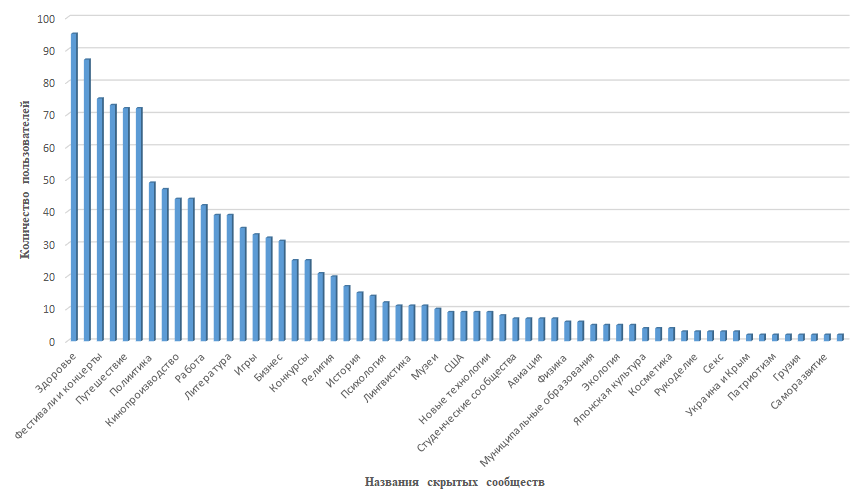 100
90
80
70
60
50
40
30
20
10
0
Количество пользователей
Здоровье
Фестивали и концерты
Путешествие
Полиитика
Кинопроизводство
Работа
Литература
Игры
Бизнес
Конкурсы
Религия
История
Психология
Лингвистика
Музеи
США
Новые технологии
Студенческие сообщества
Авиация
Физика
Муниципальные образования
Экология
Японская культура
Косметика
Рукоделие
Секс
Украина и Крым
Патриотизм
Грузия
Саморазвитие
Названия скрытых сообществ